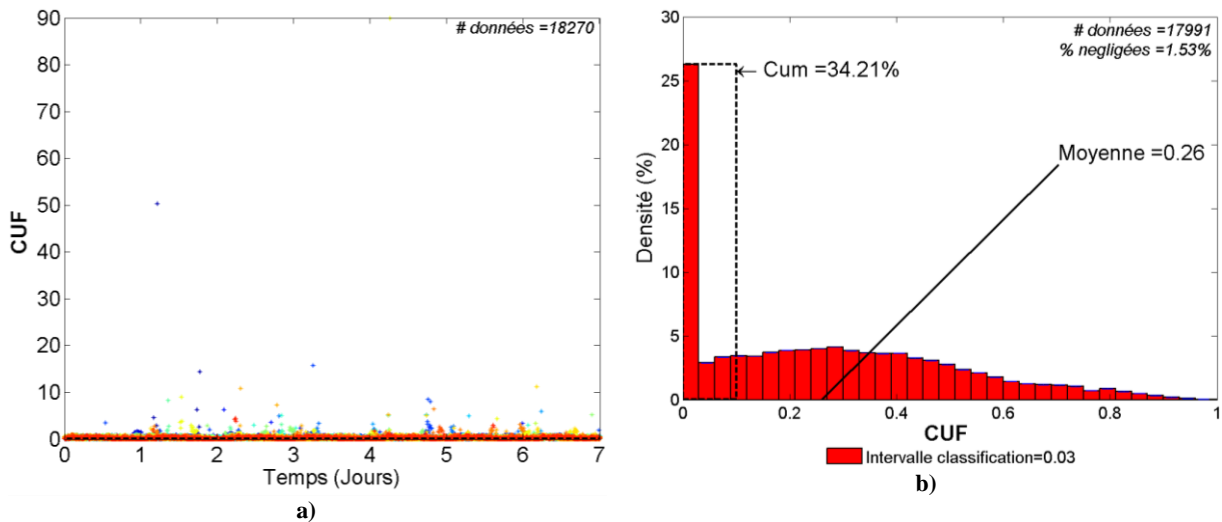 # données =18270
90
80
70
60
50
40
30
20
10
0
CUF
0 1 2 3 4 5 6 7
Temps (Jours)
a)
# données =17991
% negligées =1.53%
← Cum =34.21%
Moyenne =0.26
30
25
20
15
10
5
0
Densité (%)
0 0.2 0.4 0.6 0.8 1
CUF
Intervalle classification=0.03
b)